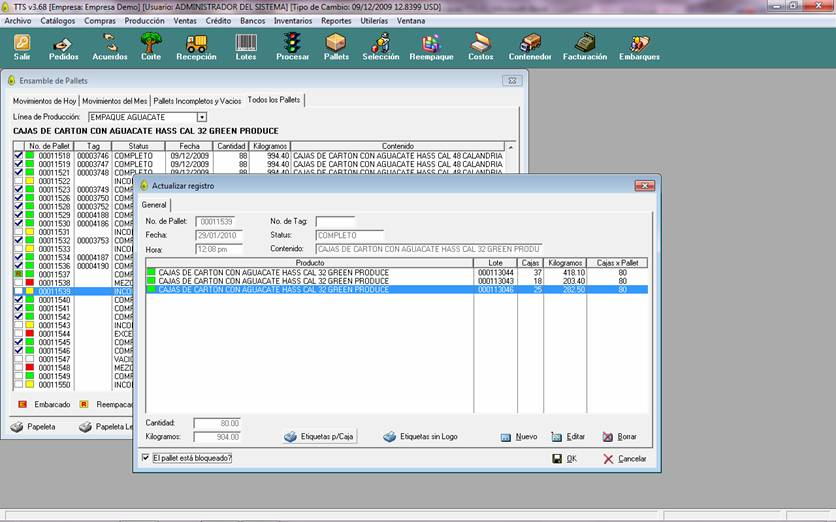 TTS v3.68 [Empresa: Empresa Demo] [Usuario: ADMINISTRADOR DEL SISTEMA] [Tipo de Cambio: 09/12/2009 12.8399 USD]
Archivo Catálogos Compras Producción Ventas Crédito Bancos Inventarios Reportes Utilerías Ventana
Salir Pedidos Acuerdos Corte Recepción Lotes Procesar Pallets Selección Reempaque Costos Contenedor Facturación Embarques
Ensamble de Pallets
Movimientos de Hoy Movimientos del Mes Pallets Incompletos y Vacios Todos los Pallets
Línea de Producción: EMPAQUE AGUACATE
CAJAS DE CARTON CON AGUACATE HASS CAL 32 GREEN PRODUCE
No. de Pallet Tag Status Fecha Cantidad Kilogramos Contenido
00011518 00003746 COMPLETO 09/12/2009 88 994.40 CAJAS DE CARTON CON AGUACATE HASS CAL 48 CALANDRIA
00011519 00003747 COMPLETO 09/12/2009 88 994.40 CAJAS DE CARTON CON AGUACATE HASS CAL 48 CALANDRIA
00011521 00003748 COMPLETO 09/12/2009 88 994.40 CAJAS DE CARTON CON AGUACATE HASS CAL 32 CALANDRIA
00011522 INCO
00011523 00003749 COMP
00011526 00003750 COMP
00011528 00003752 COMP
00011529 00004188 COMP
00011530 00004186 COMP
00011531 INCO
00011532 00003753 COMP
00011533 INCO
00011534 00004187 COMP
00011536 00004190 COMP
R 00011537 COMP
00011538 MEZO
00011539 INCO
00011540 COMP
00011541 COMP
00011542 COMP
00011543 INCO
00011544 EXCE
00011545 COMP
00011546 COMP
00011547 VACIO
00011548 MEZO
00011549 COMP
00011550 INCO
E Embarcado R Reempaca
Papeleta Papeleta Le
Actualizar registro
General
No. de Pallet: 00011539 No. de Tag:
Fecha: 29/01/2010 Status: COMPLETO
Hora: 12:08 pm Contenido: CAJAS DE CARTON CON AGUACATE HASS CAL 32 GREEN PRODU
Producto Lote Cajas Kilogramos Cajas x Pallet
CAJAS DE CARTON CON AGUACATE HASS CAL 32 GREEN PRODUCE 000113044 37 418.10 80
CAJAS DE CARTON CON AGUACATE HASS CAL 32 GREEN PRODUCE 000113043 18 203.40 80
CAJAS DE CARTON CON AGUACATE HASS CAL 32 GREEN PRODUCE 000113046 25 282.50 80
Cantidad: 80.00
Kilogramos: 904.00 Etiquetas p/Caja Etiquetas sin Logo Nuevo Editar Borrar
El pallet está bloqueado? OK Cancelar